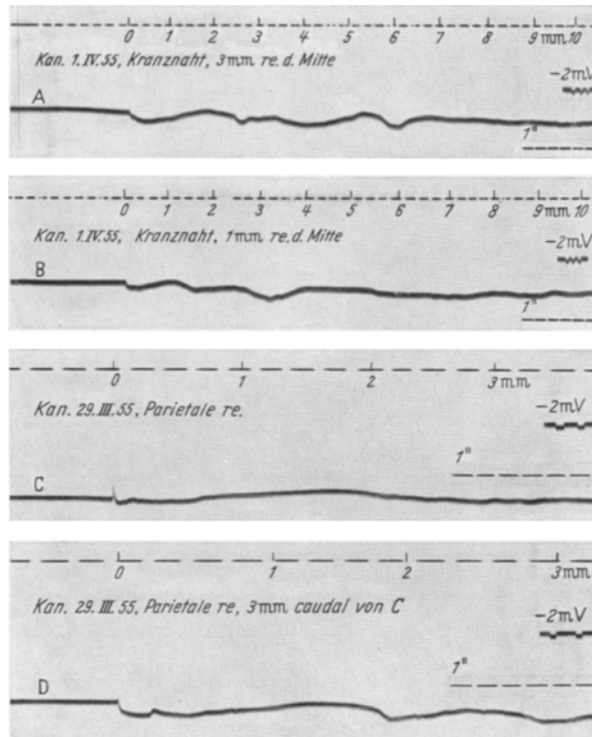 0 1 2 3 4 5 6 7 8 9 mm 10
Kan. 1. IV. 55, Kranznaht, 3 mm re. d. Mitte
-2mV
A
1"
0 1 2 3 4 5 6 7 8 9 mm 10
Kan. 1. IV. 55, Kranznaht, 1 mm re. d. Mitte
-2mV
B
1"
0 1 2 3 mm
Kan. 29. III. 55, Parietale re.
-2mV
1"
C
0 1 2 3 mm
Kan. 29. III. 55, Parietale re, 3 mm caudal von C
-2mV
1"
D